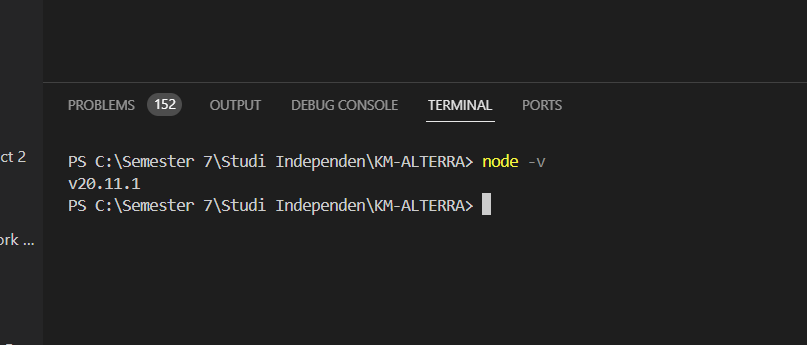 PROBLEMS 152 OUTPUT DEBUG CONSOLE TERMINAL PORTS
ct 2
PS C:\Semester 7\Studi Independen\KM-ALTERRA> node -v
v20.11.1
PS C:\Semester 7\Studi Independen\KM-ALTERRA>
ork ...